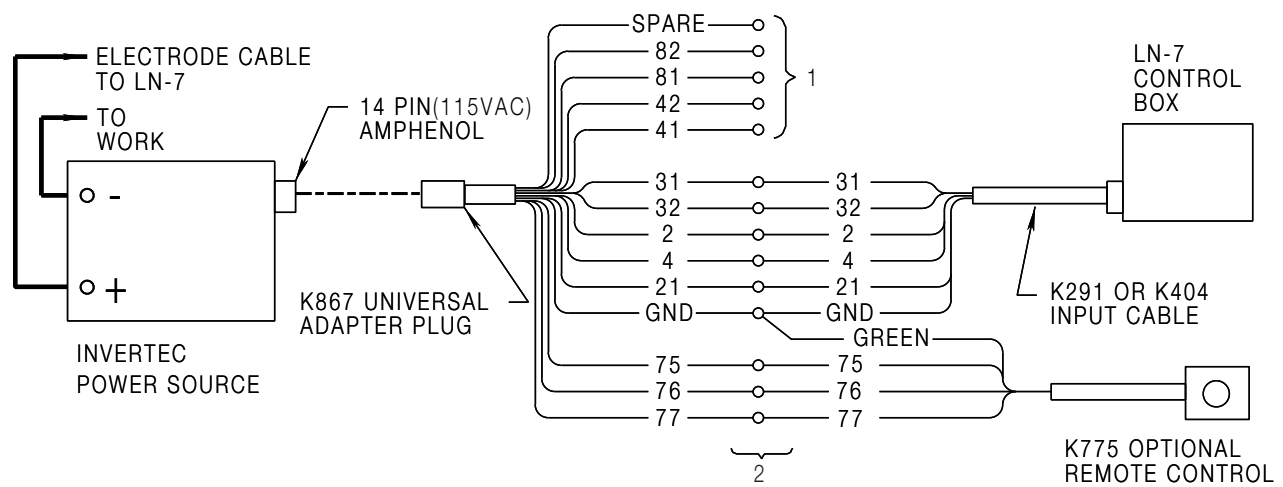 ELECTRODE CABLE
TO LN-7
TO
WORK
14 PIN(115VAC)
AMPHENOL
-
+
INVERTEC
POWER SOURCE
K867 UNIVERSAL
ADAPTER PLUG
SPARE
82
81
42
41
1
31 31
32 32
2 2
4 4
21 21
GND GND
GREEN
75 75
76 76
77 77
2
LN-7
CONTROL
BOX
K291 OR K404
INPUT CABLE
K775 OPTIONAL
REMOTE CONTROL